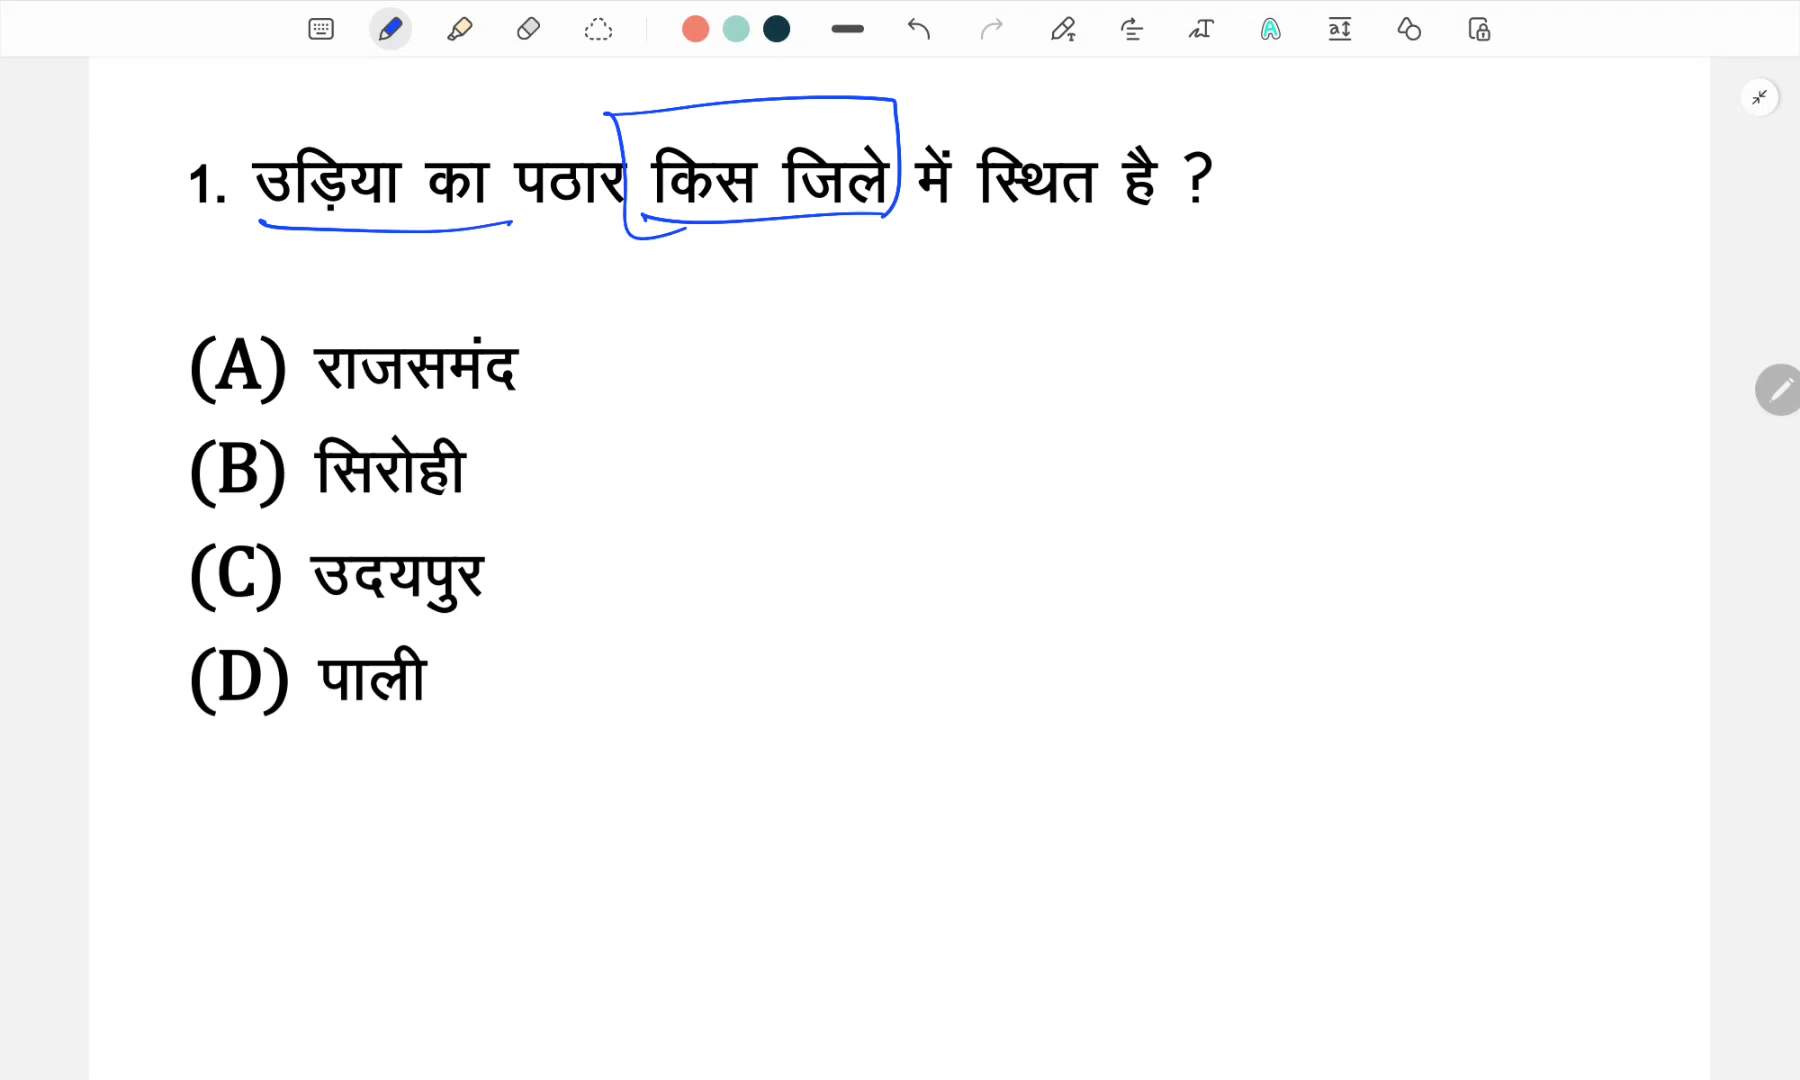 1. उड़िया का पठार किस जिले में स्थित है ?
(A) राजसमंद
(B) सिरोही
(C) उदयपुर
(D) पाली